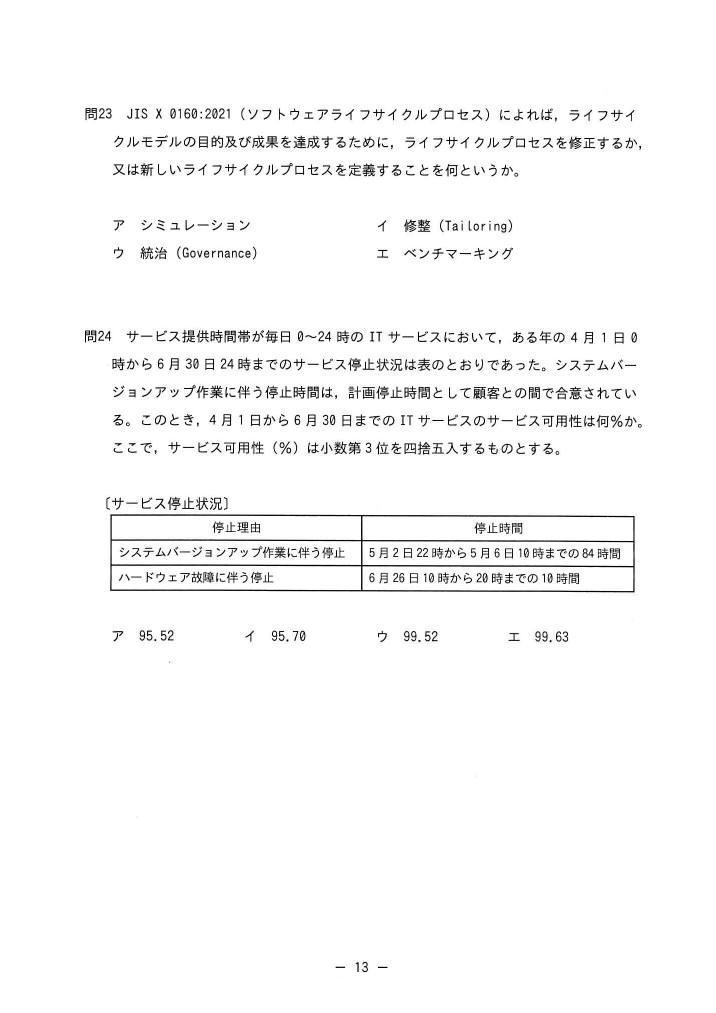 問23 JIS X 0160:2021（ソフトウェアライフサイクルプロセス）によれば，ライフサイ
クルモデルの目的及び成果を達成するために，ライフサイクルプロセスを修正するか，
又は新しいライフサイクルプロセスを定義することを何というか。
ア シミュレーション イ 修整（Tailoring）
ウ 統治（Governance） エ ベンチマーキング
問24 サービス提供時間帯が毎日 0～24 時の IT サービスにおいて，ある年の 4 月 1 日 0
時から 6 月 30 日 24 時までのサービス停止状況は表のとおりであった。システムバー
ジョンアップ作業に伴う停止時間は，計画停止時間として顧客との間で合意されてい
る。このとき，4 月 1 日から 6 月 30 日までの IT サービスのサービス可用性は何％か。
ここで，サービス可用性（％）は小数第 3 位を四捨五入するものとする。
〔サービス停止状況〕
停止理由 停止時間
システムバージョンアップ作業に伴う停止 5 月 2 日 22 時から 5 月 6 日 10 時までの 84 時間
ハードウェア故障に伴う停止 6 月 26 日 10 時から 20 時までの 10 時間
ア 95.52 イ 95.70 ウ 99.52 エ 99.63
－ 13 －